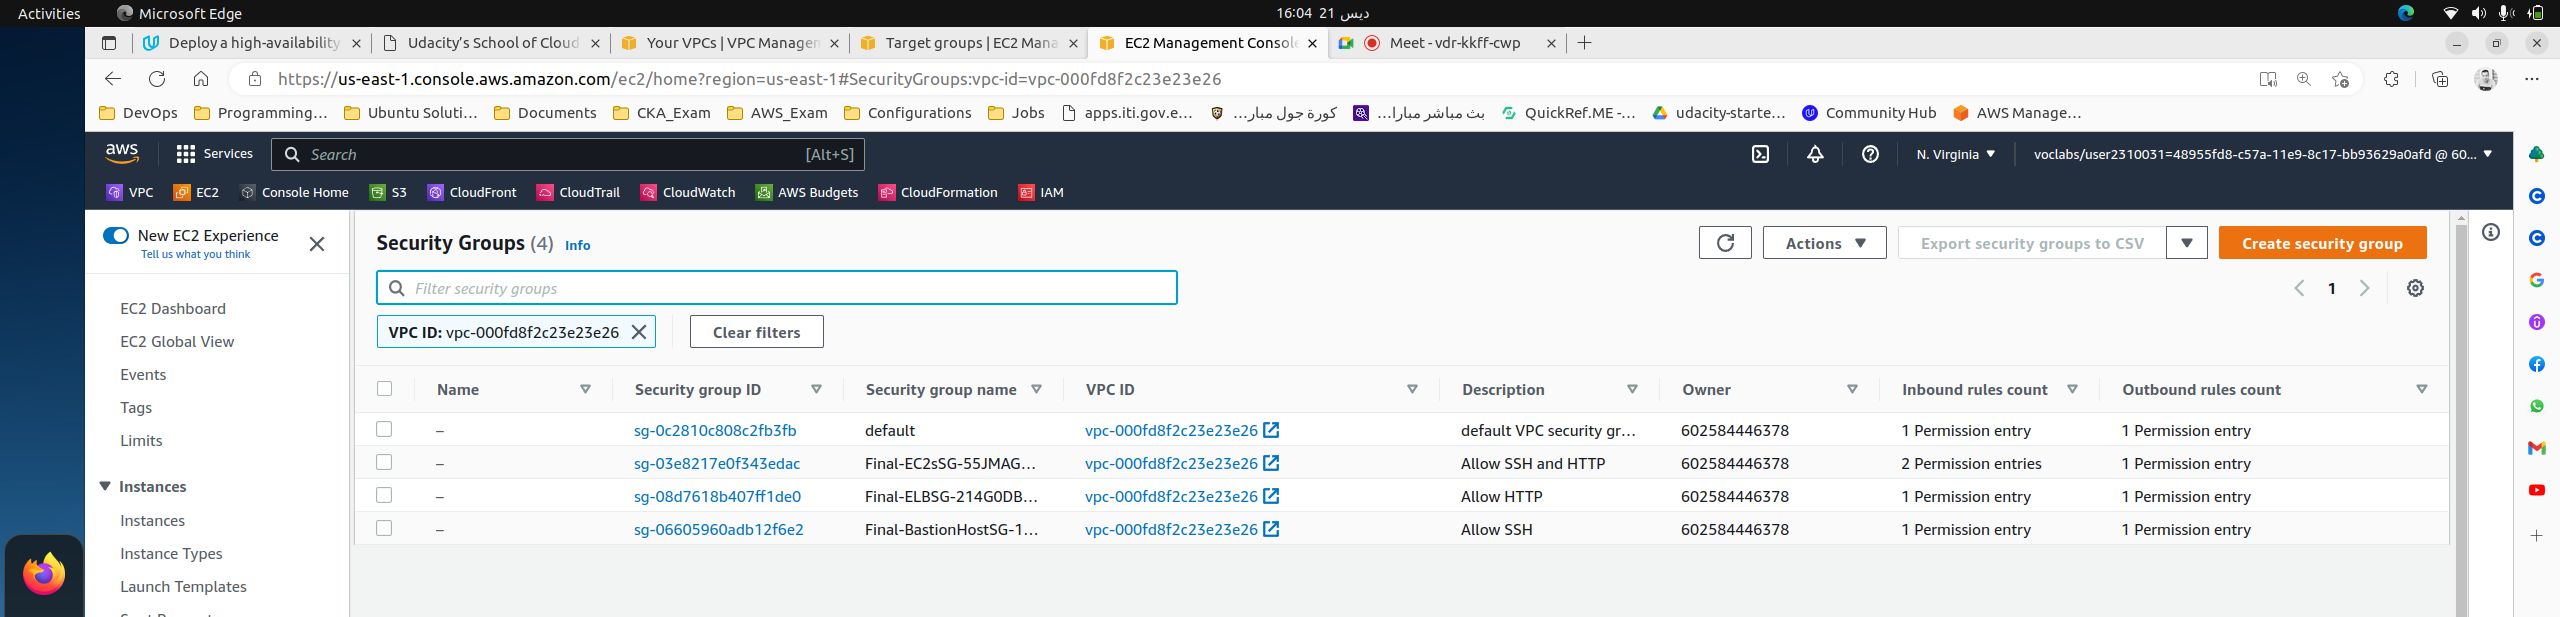 Activities Microsoft Edge 16:04 21 ديس
Deploy a high-availability Udacity's School of Cloud Your VPCs | VPC Managen Target groups | EC2 Mana EC2 Management Console Meet - vdr-kkff-cwp
https://us-east-1.console.aws.amazon.com/ec2/home?region=us-east-1#SecurityGroups:vpc-id=vpc-000fd8f2c23e23e26
DevOps Programming... Ubuntu Soluti... Documents CKA_Exam AWS_Exam Configurations Jobs apps.iti.gov.e... كورة جول مبار... بث مباشر مبارا... QuickRef.ME -... udacity-starte... Community Hub AWS Manage...
aws Services Search [Alt+S] N. Virginia voclabs/user2310031=48955fd8-c57a-11e9-8c17-bb93629a0afd @ 60...
VPC EC2 Console Home S3 CloudFront CloudTrail CloudWatch AWS Budgets CloudFormation IAM
New EC2 Experience
Tell us what you think
EC2 Dashboard
EC2 Global View
Events
Tags
Limits
Instances
Instances
Instance Types
Launch Templates
Security Groups (4) Info
Actions Export security groups to CSV Create security group
Filter security groups
1
VPC ID: vpc-000fd8f2c23e23e26 Clear filters
Name Security group ID Security group name VPC ID Description Owner Inbound rules count Outbound rules count
– sg-0c2810c808c2fb3fb default vpc-000fd8f2c23e23e26 default VPC security gr... 602584446378 1 Permission entry 1 Permission entry
– sg-03e8217e0f343edac Final-EC2sSG-55JMAG... vpc-000fd8f2c23e23e26 Allow SSH and HTTP 602584446378 2 Permission entries 1 Permission entry
– sg-08d7618b407ff1de0 Final-ELBSG-214G0DB... vpc-000fd8f2c23e23e26 Allow HTTP 602584446378 1 Permission entry 1 Permission entry
– sg-06605960adb12f6e2 Final-BastionHostSG-1... vpc-000fd8f2c23e23e26 Allow SSH 602584446378 1 Permission entry 1 Permission entry